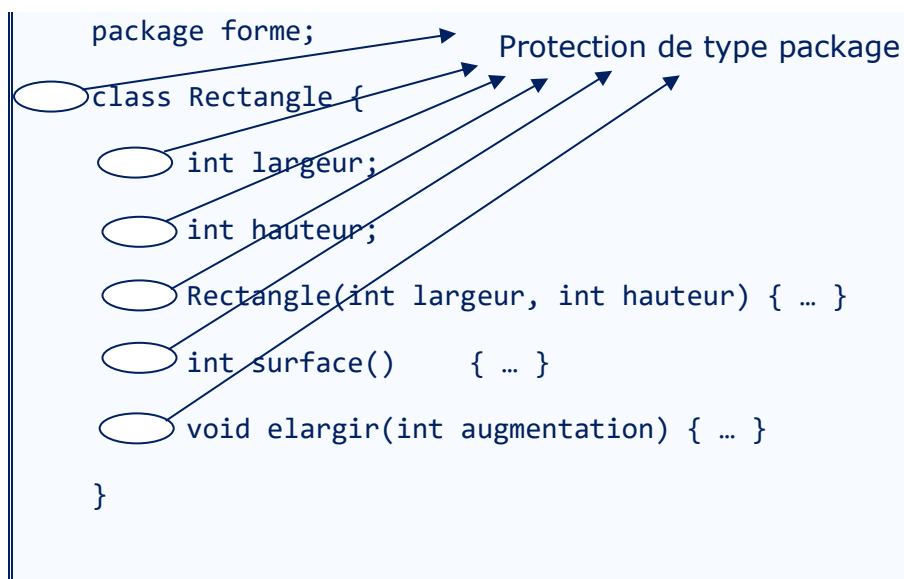 package forme;
Protection de type package
class Rectangle {
int largeur;
int hauteur;
Rectangle(int largeur, int hauteur) { … }
int surface() { … }
void elargir(int augmentation) { … }
}